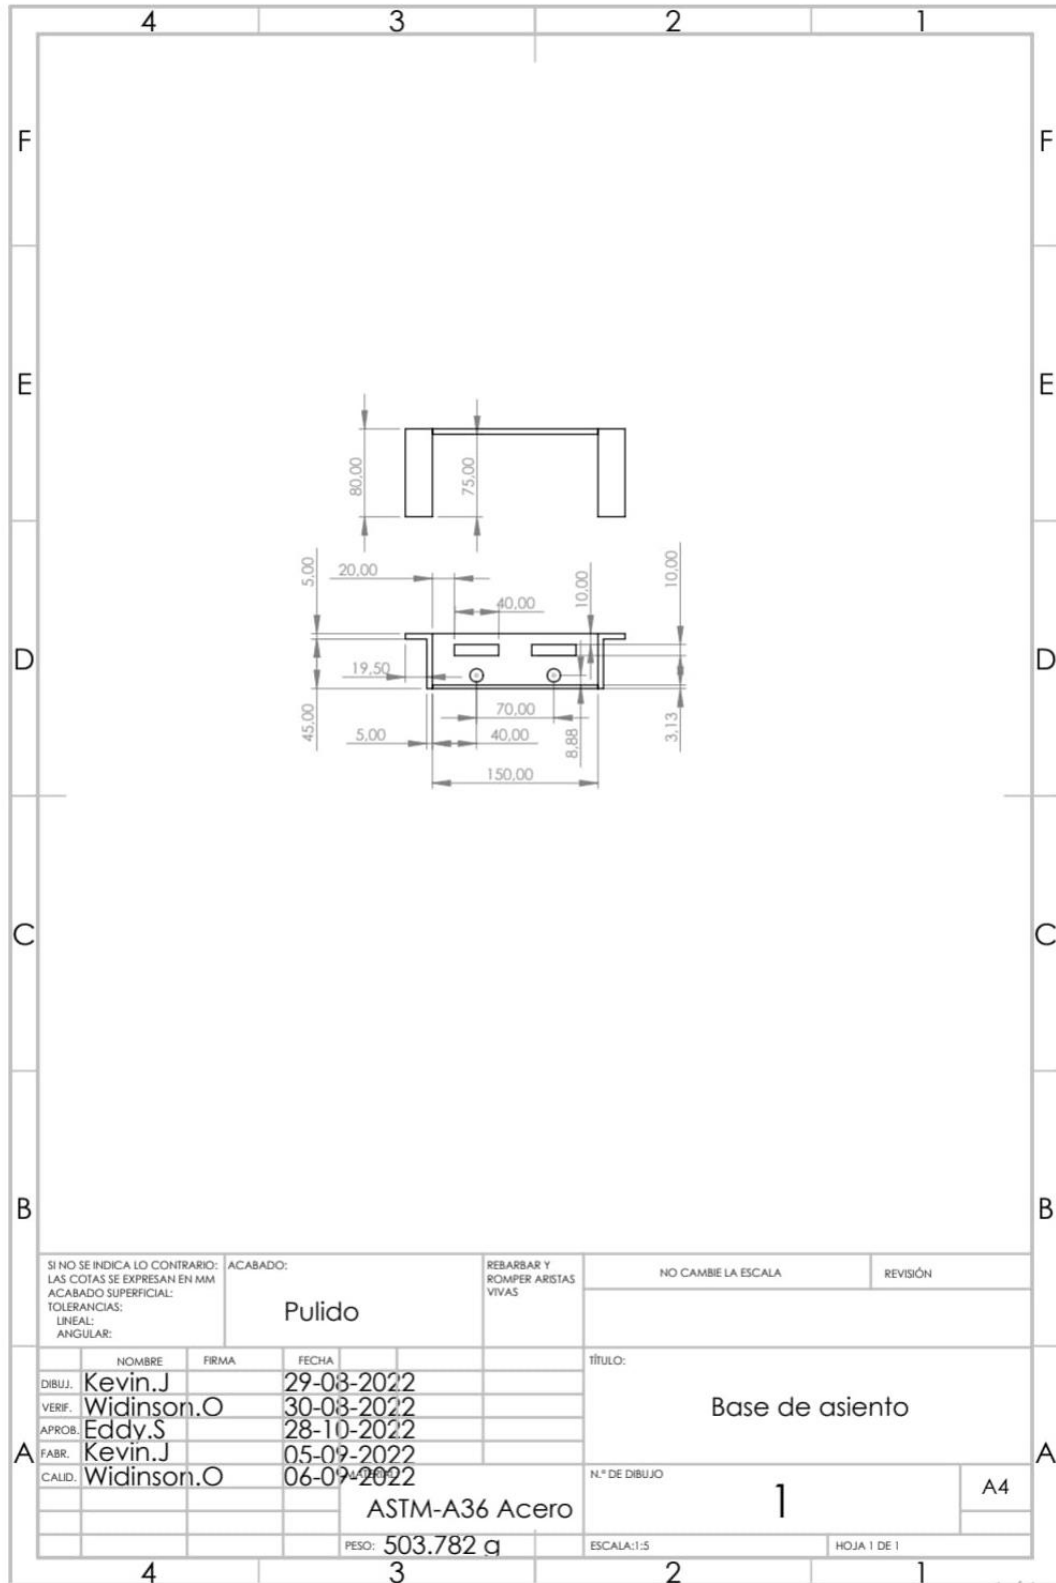 4 3 2 1
F F
E E
D D
C C
B B
A A
80,00
75,00
5,00
20,00
40,00
10,00
10,00
19,50
45,00
5,00
70,00
40,00
8,88
3,13
150,00
SI NO SE INDICA LO CONTRARIO:
LAS COTAS SE EXPRESAN EN MM
ACABADO SUPERFICIAL:
TOLERANCIAS:
LINEAL:
ANGULAR:
ACABADO:
Pulido
REBARBAR Y
ROMPER ARISTAS
VIVAS
NO CAMBIE LA ESCALA
REVISIÓN
NOMBRE FIRMA FECHA
DIBUJ. Kevin.J 29-08-2022
VERIF. Widinson.O 30-08-2022
APROB. Eddy.S 28-10-2022
FABR. Kevin.J 05-09-2022
CALID. Widinson.O 06-09-2022
TÍTULO:
Base de asiento
MATERIAL:
ASTM-A36 Acero
N.º DE DIBUJO
1
A4
PESO: 503.782 g
ESCALA:1:5
HOJA 1 DE 1
4 3 2 1